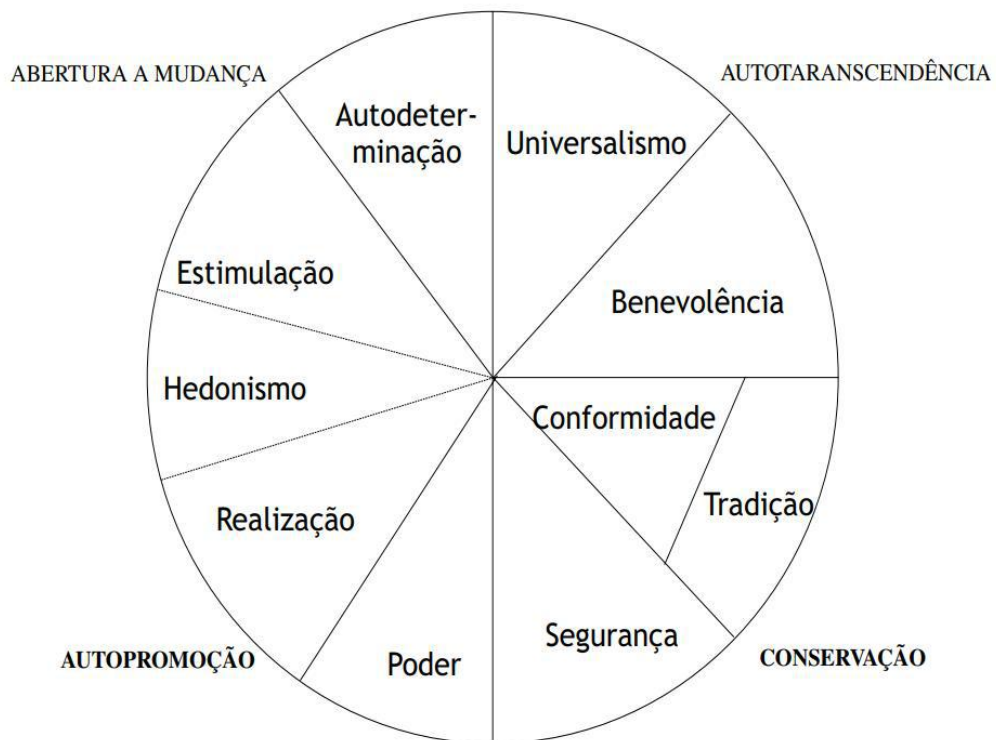 ABERTURA A MUDANÇA
AUTOTARANSCENDÊNCIA
Autodeter-
minação
Universalismo
Estimulação
Benevolência
Hedonismo
Conformidade
Realização
Tradição
Segurança
Poder
AUTOPROMOÇÃO
CONSERVAÇÃO